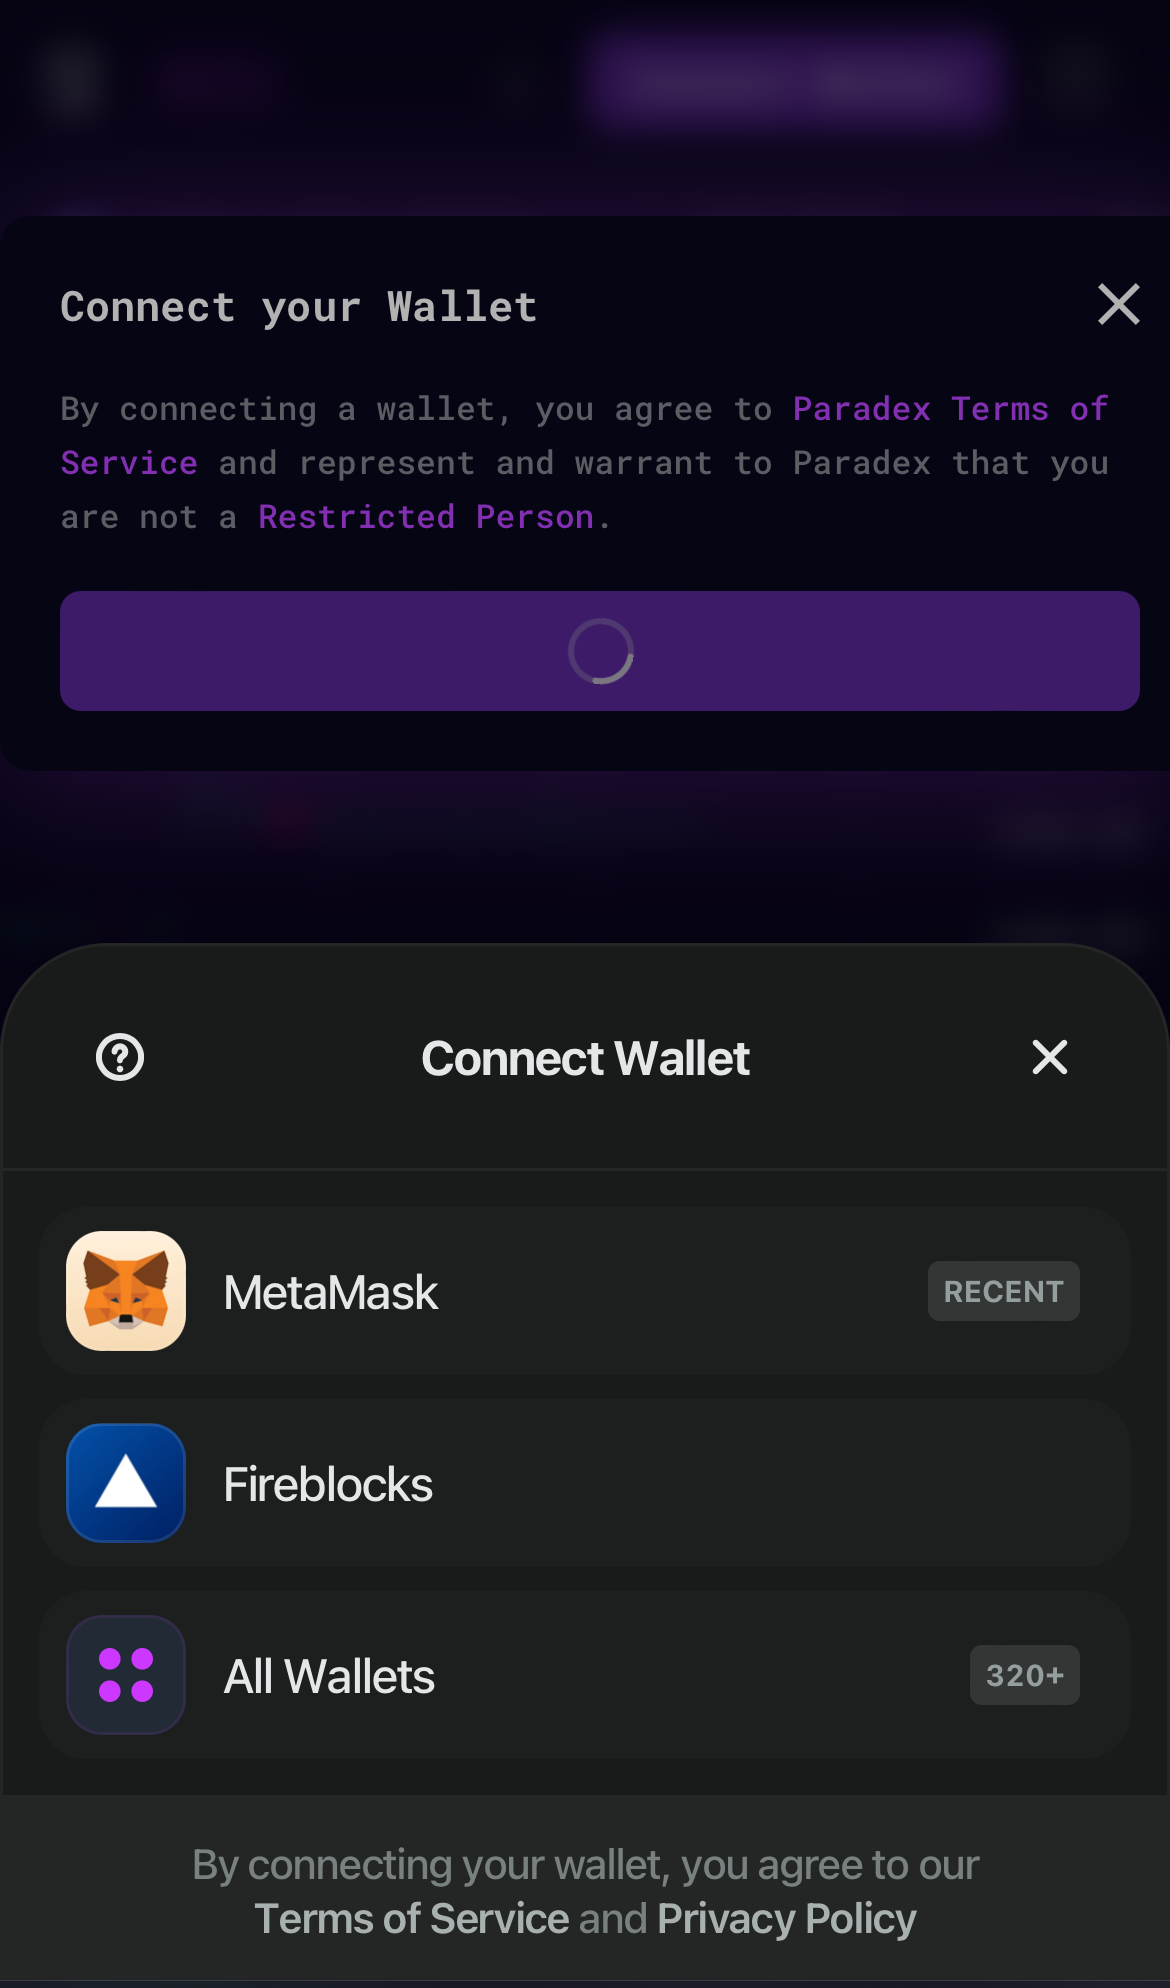 Connect your Wallet
By connecting a wallet, you agree to Paradex Terms of
Service and represent and warrant to Paradex that you
are not a Restricted Person.
Connect Wallet
MetaMask
RECENT
Fireblocks
All Wallets
320+
By connecting your wallet, you agree to our
Terms of Service and Privacy Policy